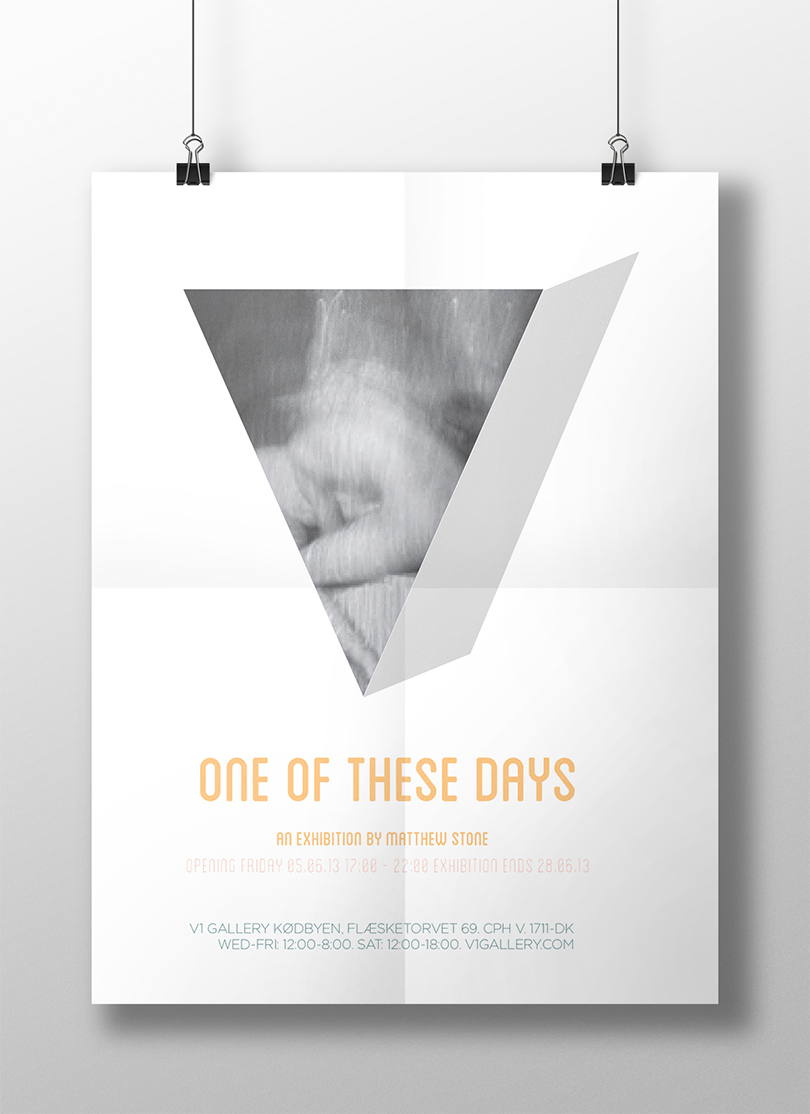 ONE OF THESE DAYS
AN EXHIBITION BY MATTHEW STONE
OPENING FRIDAY 05.06.13 17:00 - 22:00 EXHIBITION ENDS 28.06.13
V1 GALLERY KØDBYEN, FLÆSKETORVET 69. CPH V. 1711-DK
WED-FRI: 12:00-8:00. SAT: 12:00-18:00. V1GALLERY.COM